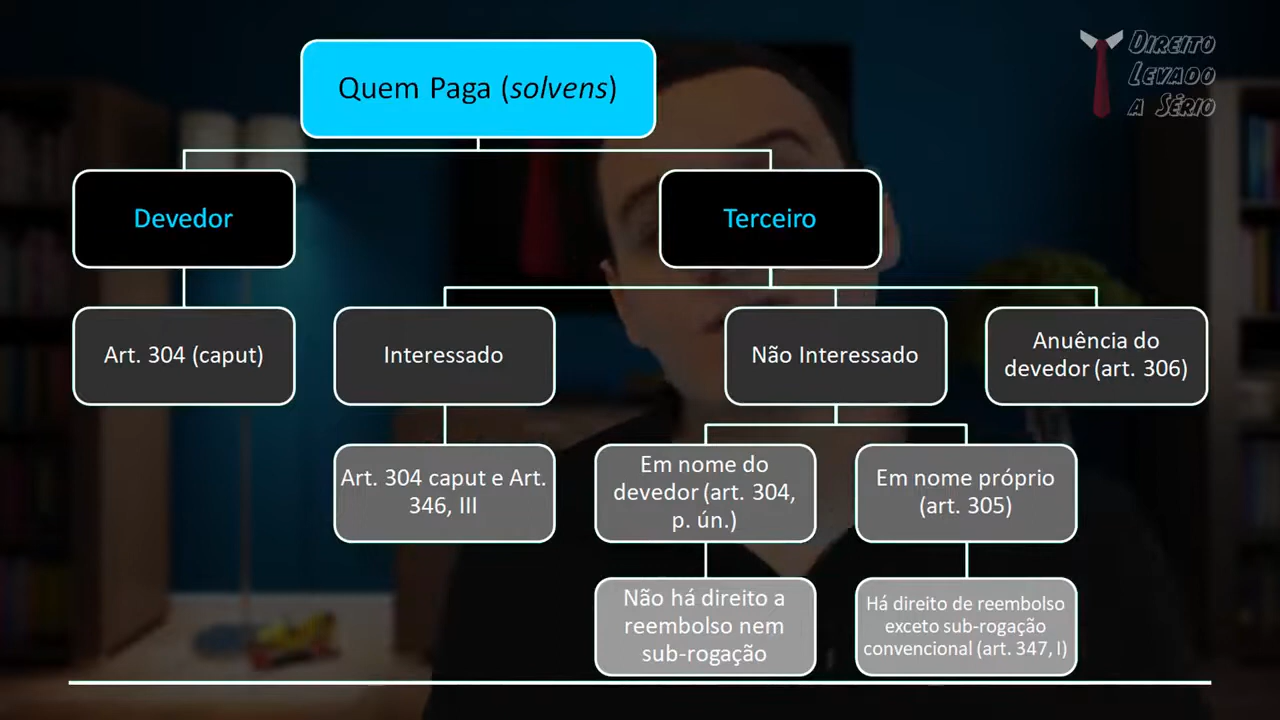 Direito
Levado
a Sério
Quem Paga (solvens)
Devedor
Terceiro
Art. 304 (caput)
Interessado
Não Interessado
Anuência do
devedor (art. 306)
Art. 304 caput e Art.
346, III
Em nome do
devedor (art. 304,
p. ún.)
Em nome próprio
(art. 305)
Não há direito a
reembolso nem
sub-rogação
Há direito de reembolso
exceto sub-rogação
convencional (art. 347, I)